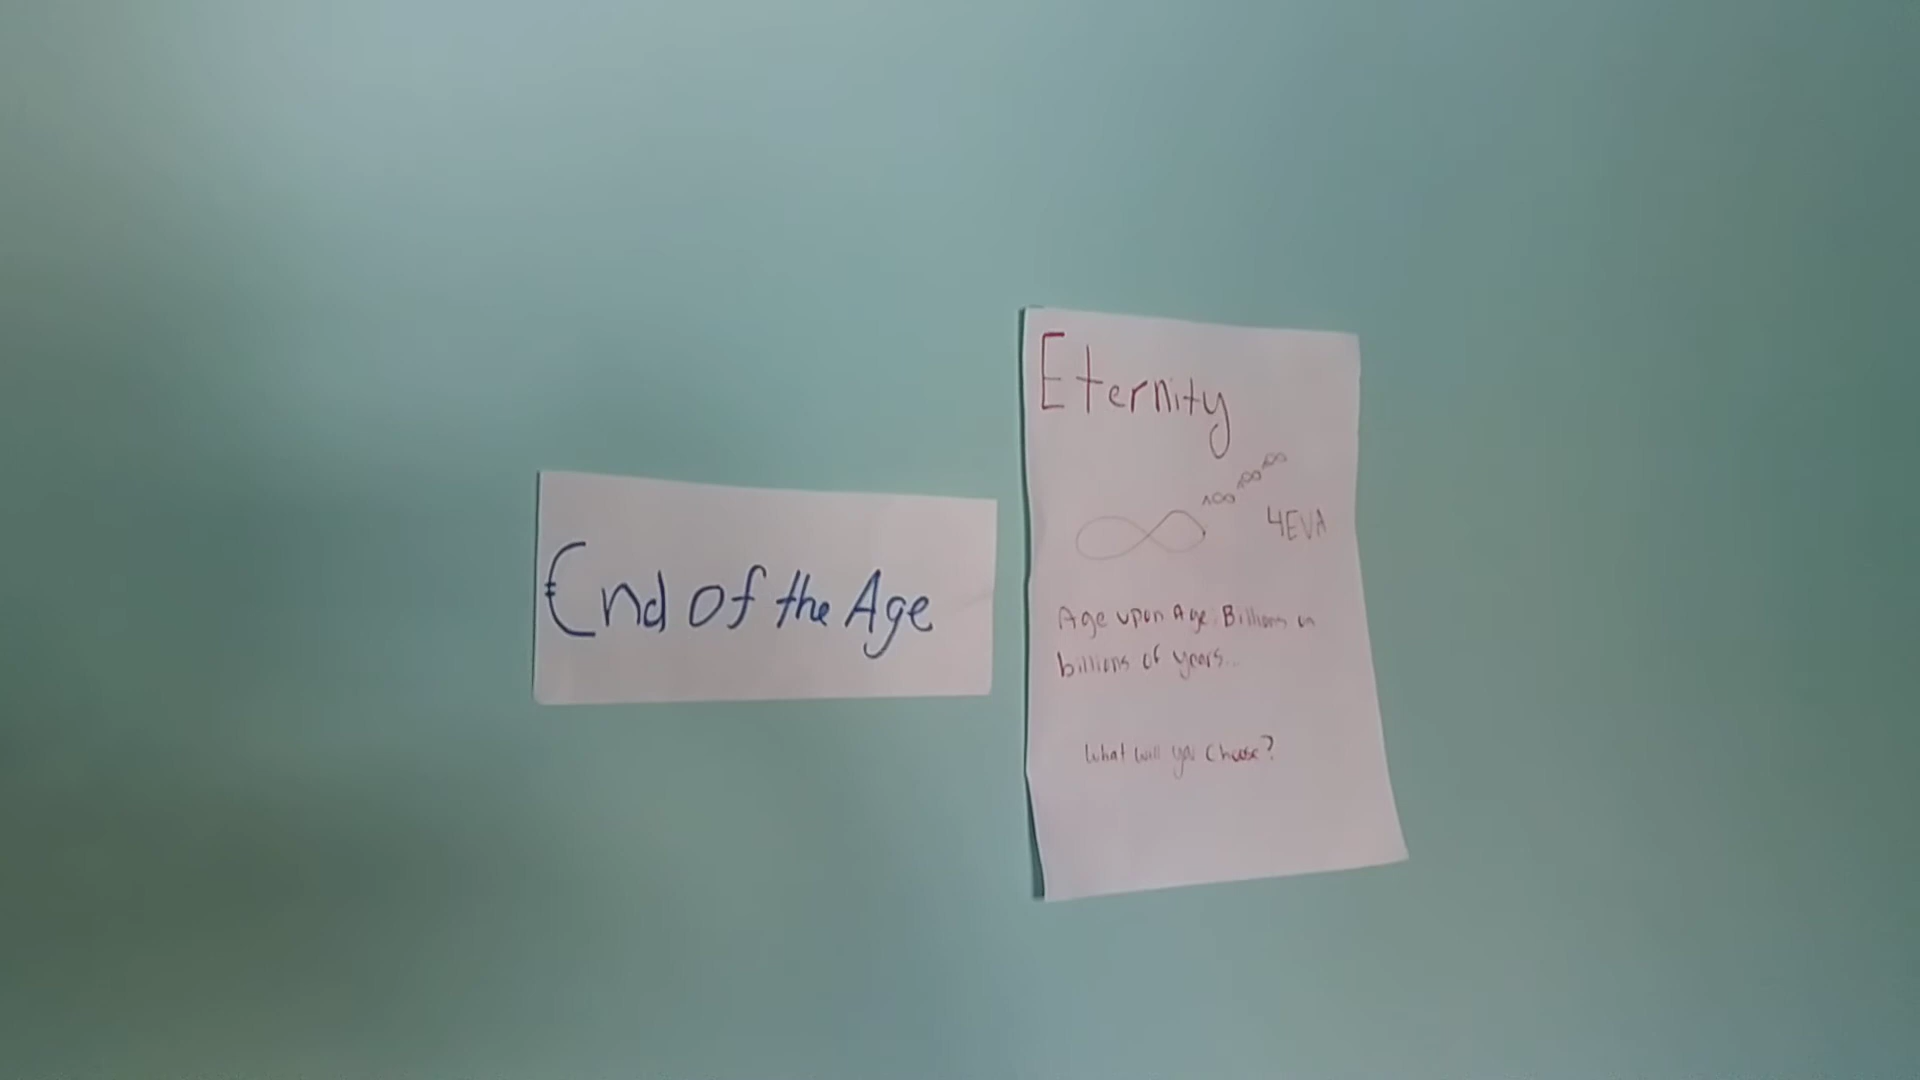 End of the Age
Eternity
∞^∞^∞^∞
4EVA
Age upon Age. Billions on
billions of years...
What will you choose?